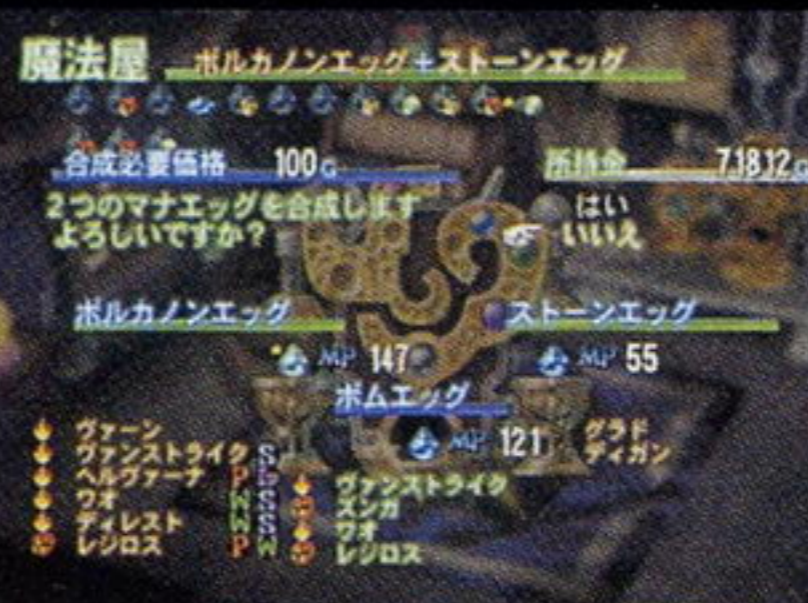 魔法屋
ボルカノンエッグ+ストーンエッグ
合成必要価格 100G
所持金 71812G
2つのマナエッグを合成します
よろしいですか?
はい
いいえ
ボルカノンエッグ
MP 147
ストーンエッグ
MP 55
ボムエッグ
MP 121
ヴァーン
ヴァンストライク S
ヘルヴァーナ P
ワオ W S
ディレスト W S
レジロス P W
ヴァンストライク
ズンガ
ワオ
レジロス
グラド
ディガン